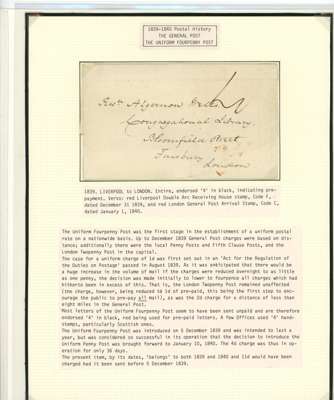 1839-1840 Postal History
THE GENERAL POST
THE UNIFORM FOURPENNY POST
Revd. Algernon
Congregational Library
Bloomfield Street
Finsbury
London
1839. LIVERPOOL to LONDON. Entire, endorsed '4' in black, indicating pre-
payment. Verso: red Liverpool Double Arc Receiving House stamp, Code F,
dated December 31 1839, and red London General Post Arrival Stamp, Code C,
dated January 1, 1840.
The Uniform Fourpenny Post was the first stage in the establishment of a uniform postal
rate on a nationwide basis. Up to December 1839 General Post charges were based on dis-
tance; additionally there were the local Penny Posts and Fifth Clause Posts, and the
London Twopenny Post in the capital.
The case for a uniform charge of 1d was first set out in an 'Act for the Regulation of
the Duties on Postage' passed in August 1839. As it was anticipated that there would be
a huge increase in the volume of mail if the charges were reduced overnight to as little
as one penny, the decision was made initially to lower to fourpence all charges which had
hitherto been in excess of this. That is, the London Twopenny Post remained unaffected
(the charge, however, being reduced to 1d if pre-paid, this being the first step to enc-
ourage the public to pre-pay all mail), as was the 2d charge for a distance of less than
eight miles in the General Post.
Most letters of the Uniform Fourpenny Post seem to have been sent unpaid and are therefore
endorsed '4' in black, red being used for pre-paid letters. A few Offices used '4' hand-
stamps, particularly Scottish ones.
The Uniform Fourpenny Post was introduced on 5 December 1839 and was intended to last a
year, but was considered so successful in its operation that the decision to introduce the
Uniform Penny Post was brought forward to January 10, 1840. The 4d charge was thus in op-
eration for only 36 days.
The present item, by its dates, 'belongs' to both 1839 and 1840 and 11d would have been
charged had it been sent before 5 December 1839.